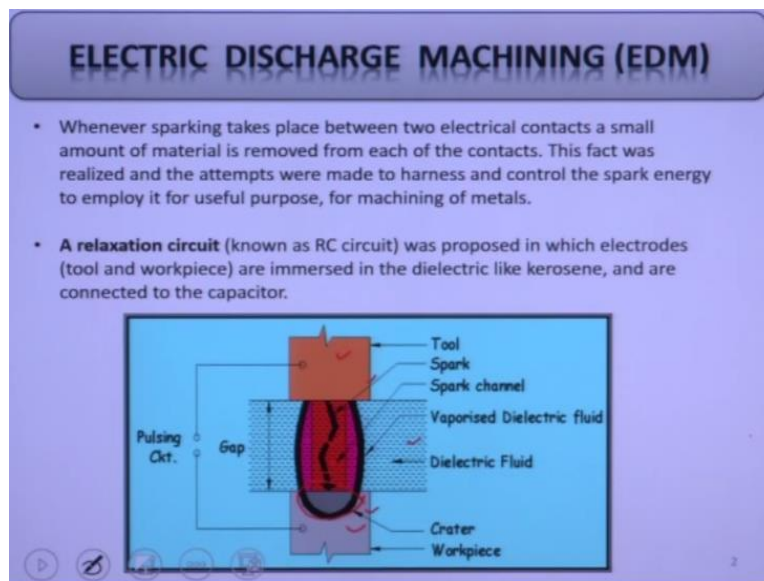 ELECTRIC DISCHARGE MACHINING (EDM)
• Whenever sparking takes place between two electrical contacts a small
amount of material is removed from each of the contacts. This fact was
realized and the attempts were made to harness and control the spark energy
to employ it for useful purpose, for machining of metals.
• A relaxation circuit (known as RC circuit) was proposed in which electrodes
(tool and workpiece) are immersed in the dielectric like kerosene, and are
connected to the capacitor.
Tool
Spark
Spark channel
Vaporised Dielectric fluid
Pulsing
Ckt.
Gap
Dielectric Fluid
Crater
Workpiece
2